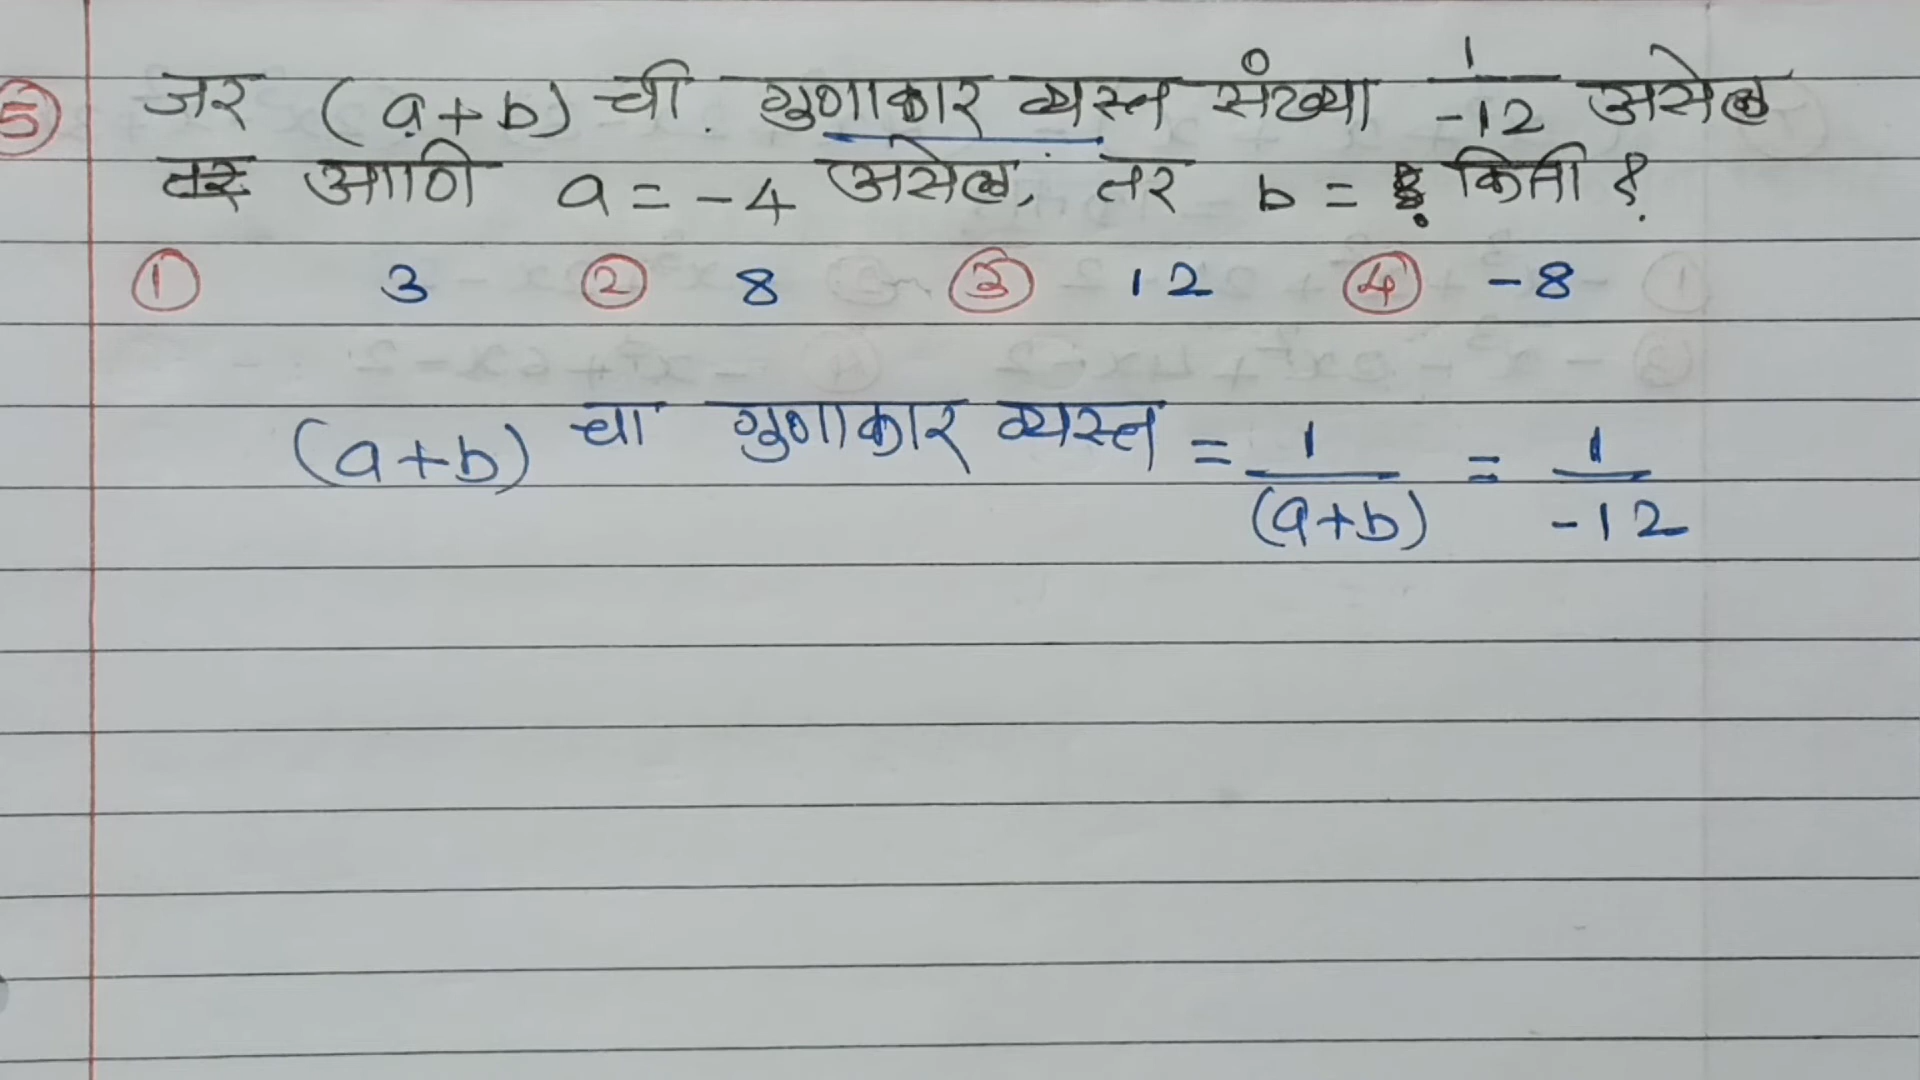 5 जर (a+b) ची गुणाकार व्यस्त संख्या 1/-12 असेल
तर आणि a = -4 असेल, तर b = किती ?
1 3 2 8 3 12 4 -8
(a+b) चा गुणाकार व्यस्त = 1/(a+b) = 1/-12